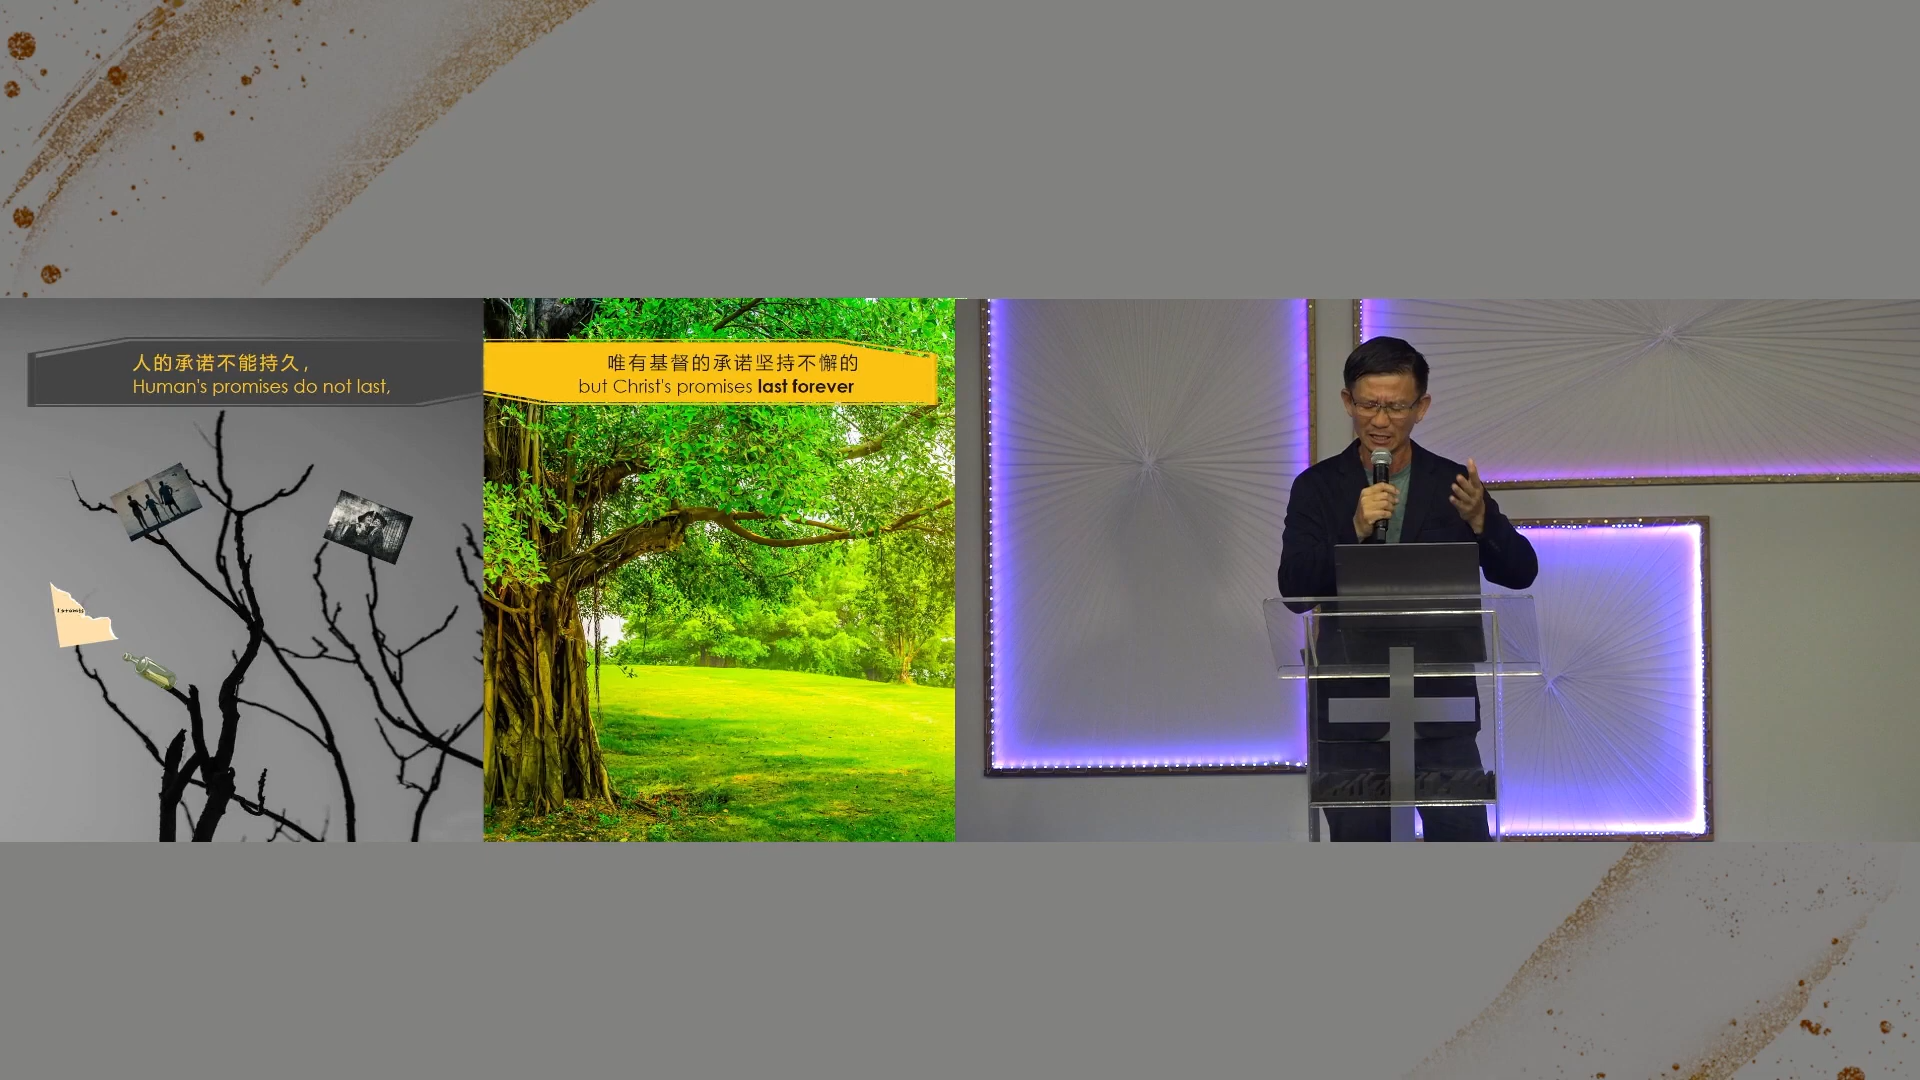 人的承诺不能持久，
Human's promises do not last,
唯有基督的承诺坚持不懈的
but Christ's promises last forever